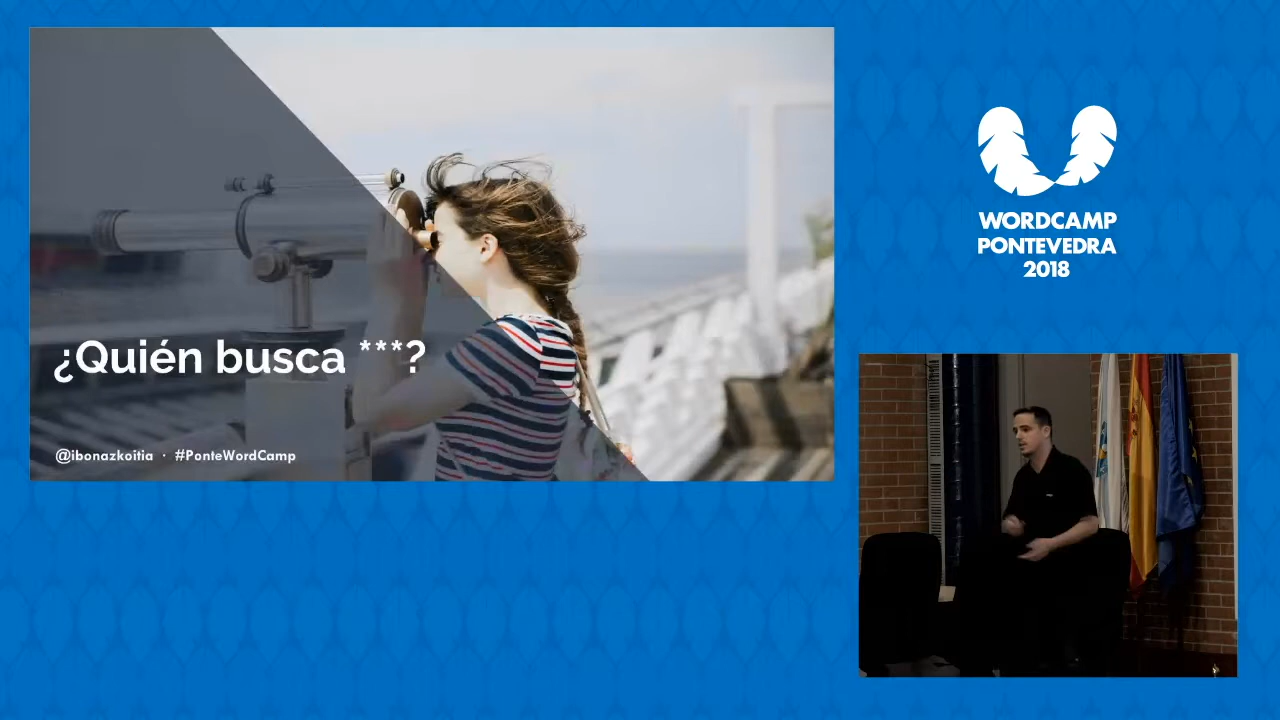 ¿Quién busca ***?
@ibonazkoitia · #PonteWordCamp
WORDCAMP
PONTEVEDRA
2018